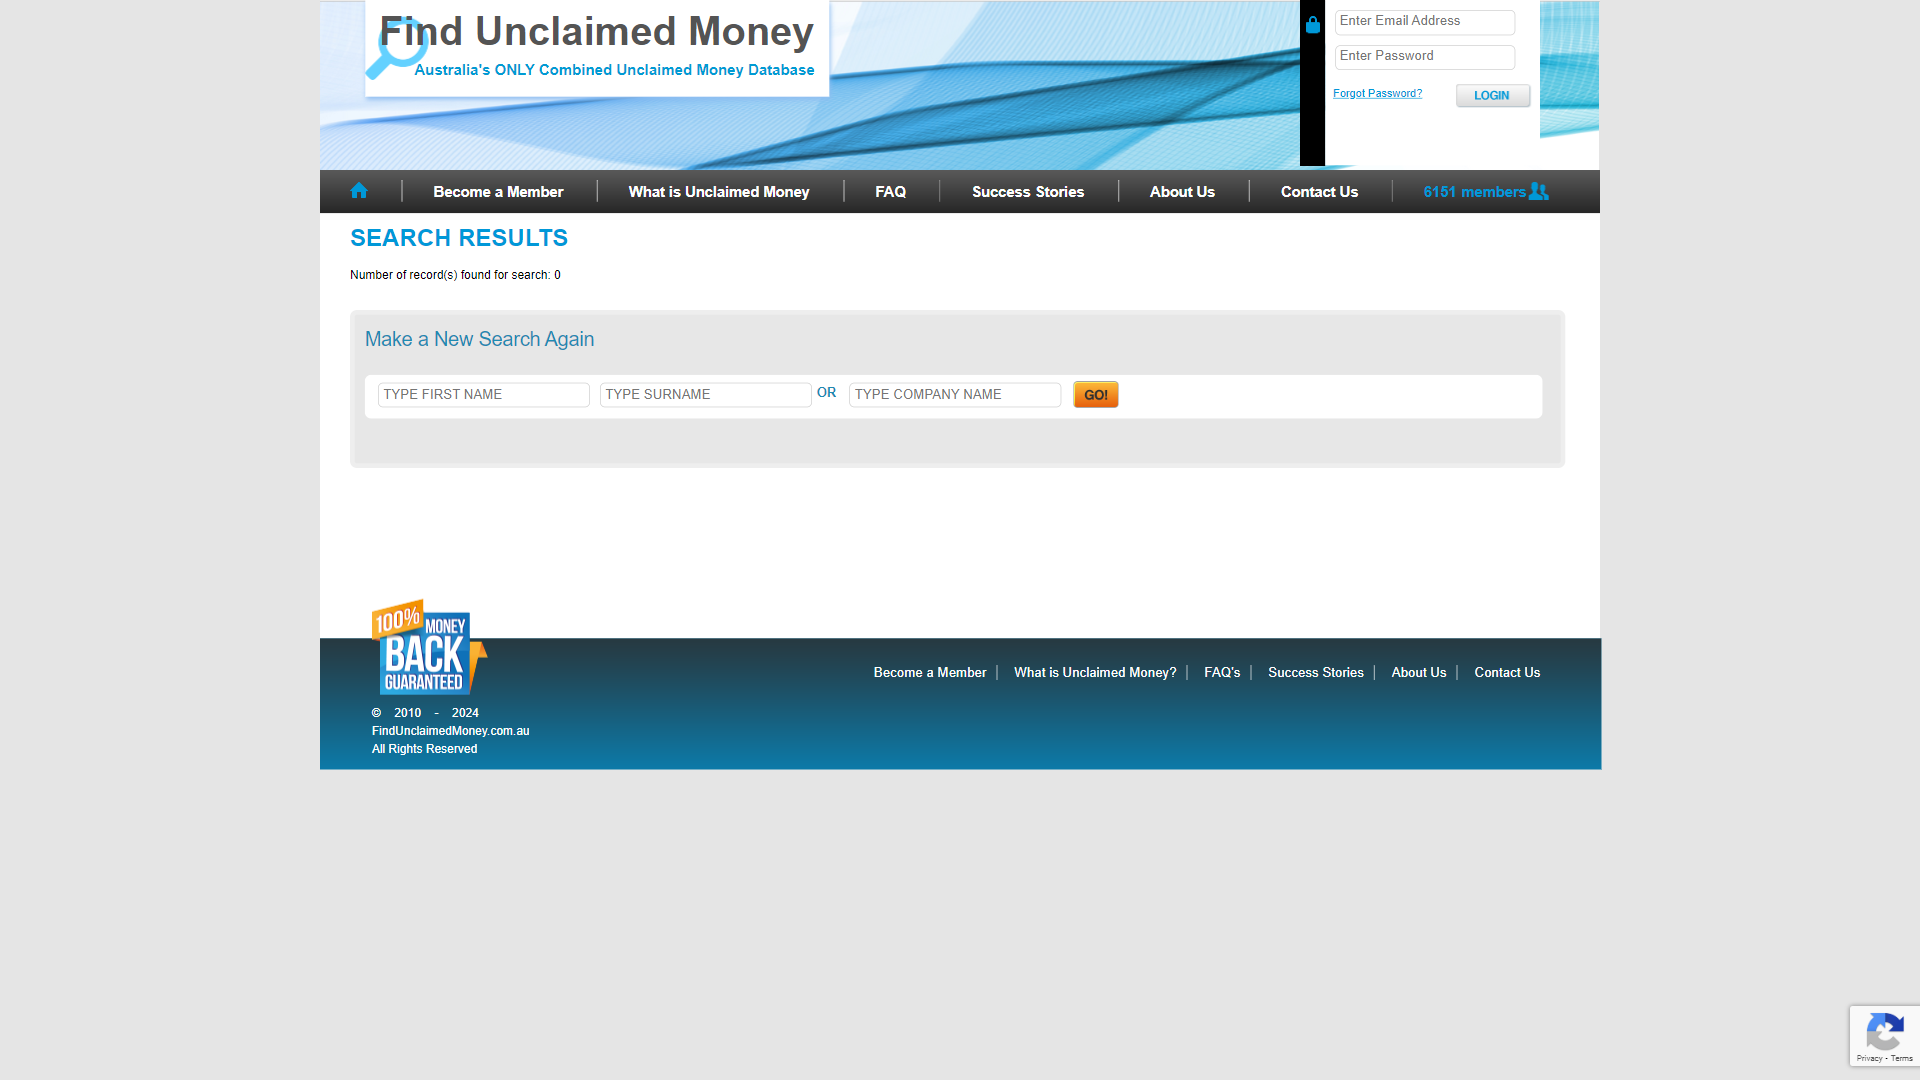 Find Unclaimed Money
Australia's ONLY Combined Unclaimed Money Database
Enter Email Address
Enter Password
Forgot Password?
LOGIN
Become a Member
What is Unclaimed Money
FAQ
Success Stories
About Us
Contact Us
6151 members
SEARCH RESULTS
Number of record(s) found for search: 0
Make a New Search Again
TYPE FIRST NAME
TYPE SURNAME
OR
TYPE COMPANY NAME
GO!
100% MONEY
BACK
GUARANTEED
Become a Member
What is Unclaimed Money?
FAQ's
Success Stories
About Us
Contact Us
© 2010 - 2024
FindUnclaimedMoney.com.au
All Rights Reserved
Privacy - Terms